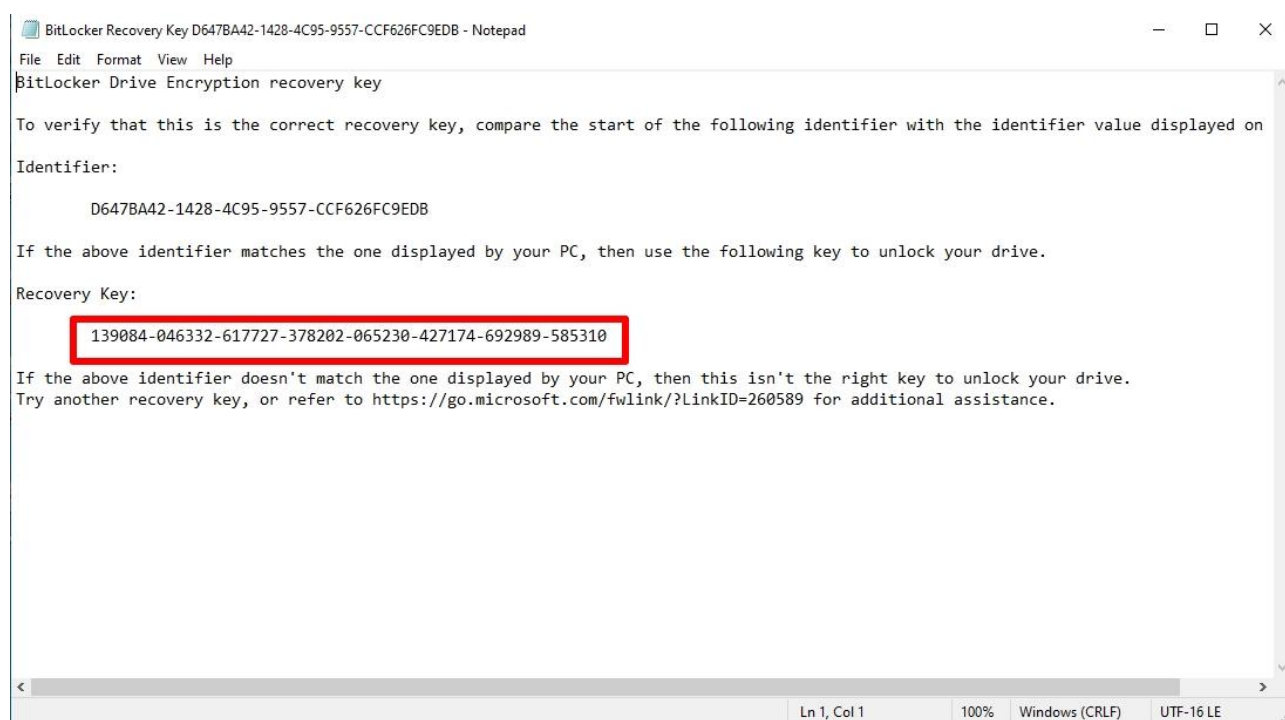 BitLocker Recovery Key D647BA42-1428-4C95-9557-CCF626FC9EDB - Notepad
File Edit Format View Help
BitLocker Drive Encryption recovery key
To verify that this is the correct recovery key, compare the start of the following identifier with the identifier value displayed on
Identifier:
D647BA42-1428-4C95-9557-CCF626FC9EDB
If the above identifier matches the one displayed by your PC, then use the following key to unlock your drive.
Recovery Key:
139084-046332-617727-378202-065230-427174-692989-585310
If the above identifier doesn't match the one displayed by your PC, then this isn't the right key to unlock your drive.
Try another recovery key, or refer to https://go.microsoft.com/fwlink/?LinkID=260589 for additional assistance.
Ln 1, Col 1 100% Windows (CRLF) UTF-16 LE